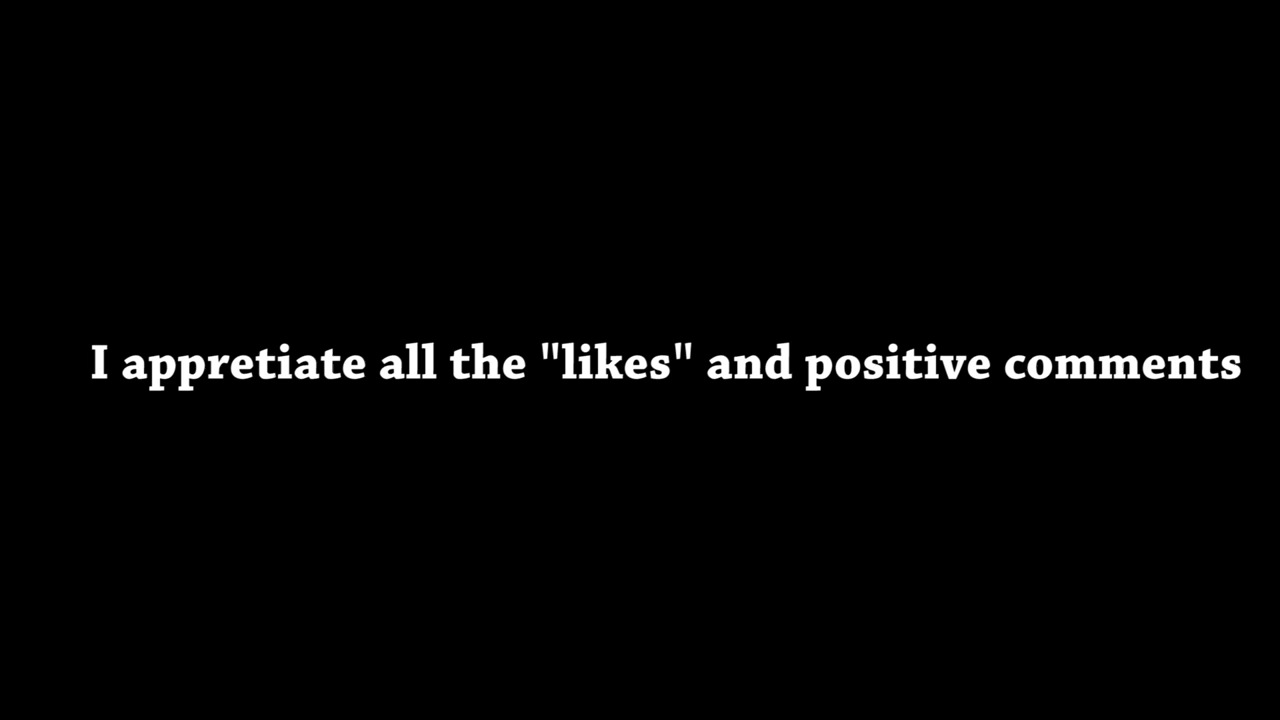 I appretiate all the "likes" and positive comments